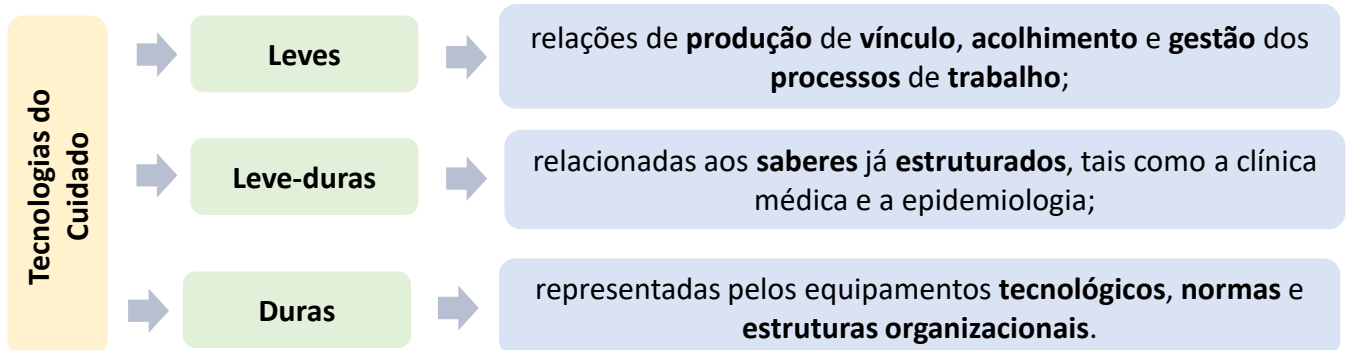 Tecnologias do
Cuidado
Leves
relações de produção de vínculo, acolhimento e gestão dos
processos de trabalho;
Leve-duras
relacionadas aos saberes já estruturados, tais como a clínica
médica e a epidemiologia;
Duras
representadas pelos equipamentos tecnológicos, normas e
estruturas organizacionais.